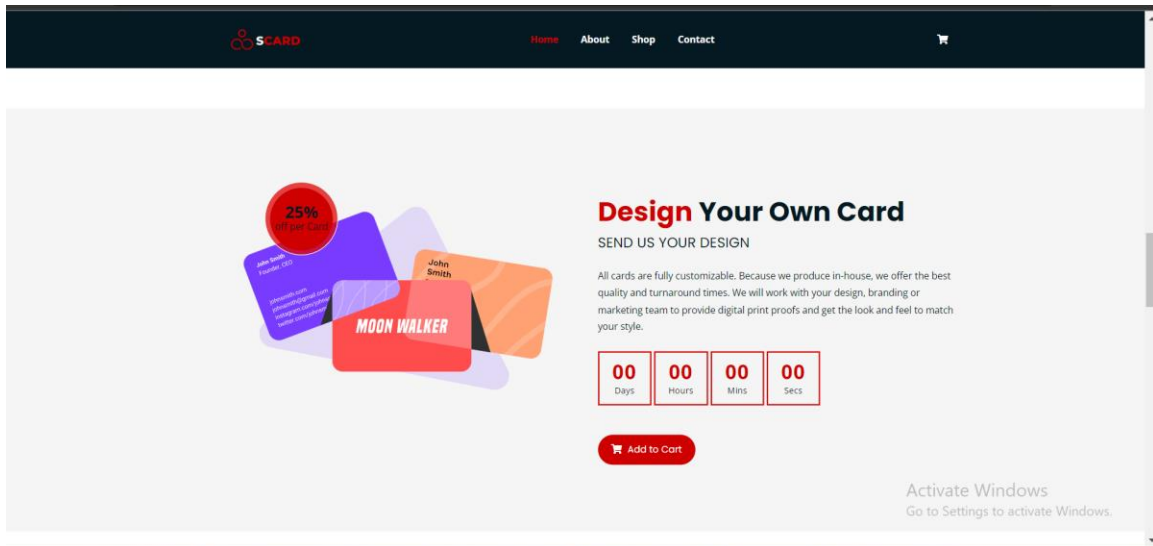 SCARD
Home About Shop Contact
25%
off per Card
John Smith
Founder, CEO
John
Smith
MOON WALKER
Design Your Own Card
SEND US YOUR DESIGN
All cards are fully customizable. Because we produce in-house, we offer the best
quality and turnaround times. We will work with your design, branding or
marketing team to provide digital print proofs and get the look and feel to match
your style.
00 00 00 00
Days Hours Mins Secs
Add to Cart
Activate Windows
Go to Settings to activate Windows.